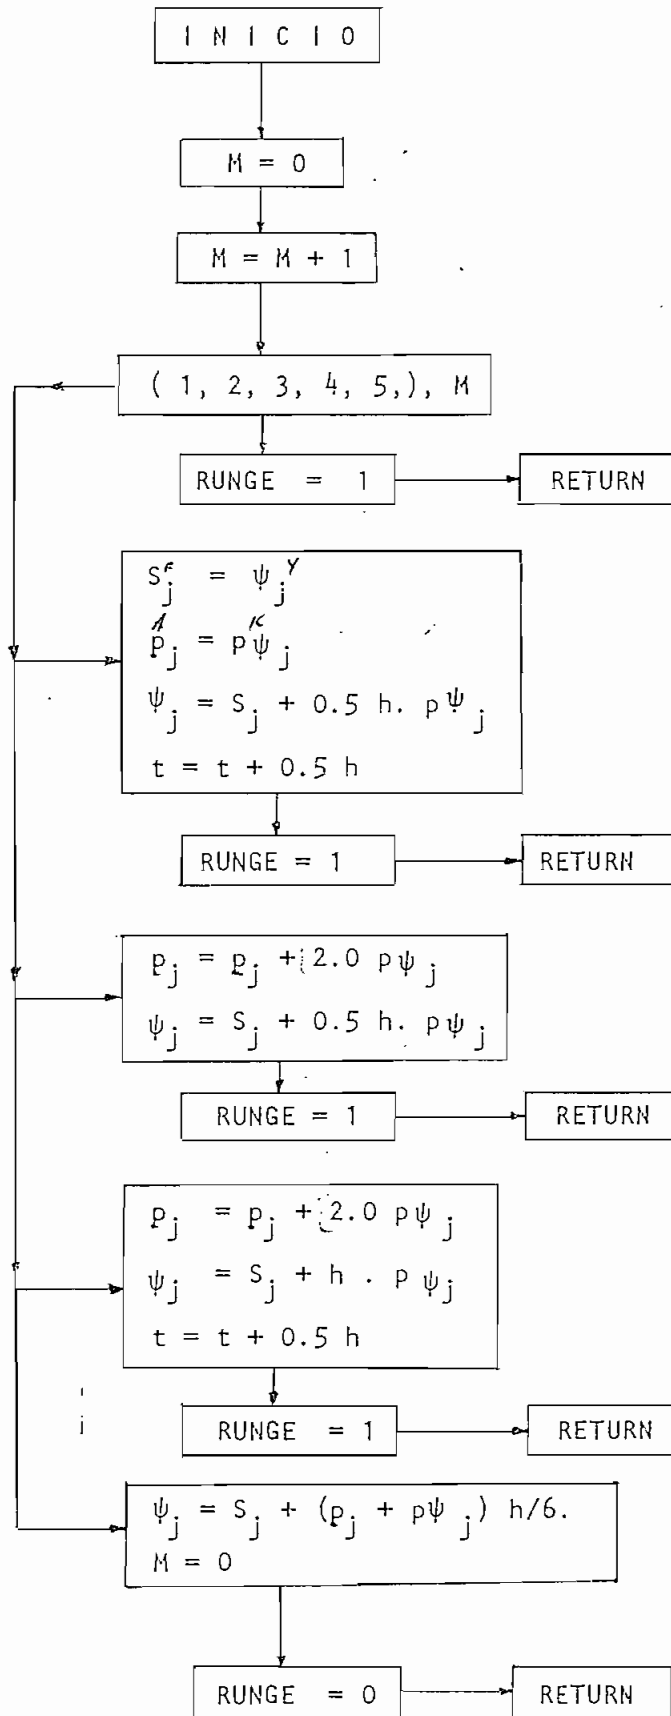 I N I C I O
M = 0
M = M + 1
( 1, 2, 3, 4, 5,), M
RUNGE = 1
RETURN
S_j = ψ_j
p_j = pψ_j
ψ_j = S_j + 0.5 h. pψ_j
t = t + 0.5 h
RUNGE = 1
RETURN
p_j = p_j + 2.0 pψ_j
ψ_j = S_j + 0.5 h. pψ_j
RUNGE = 1
RETURN
p_j = p_j + 2.0 pψ_j
ψ_j = S_j + h . pψ_j
t = t + 0.5 h
RUNGE = 1
RETURN
ψ_j = S_j + (p_j + pψ_j) h/6.
M = 0
RUNGE = 0
RETURN